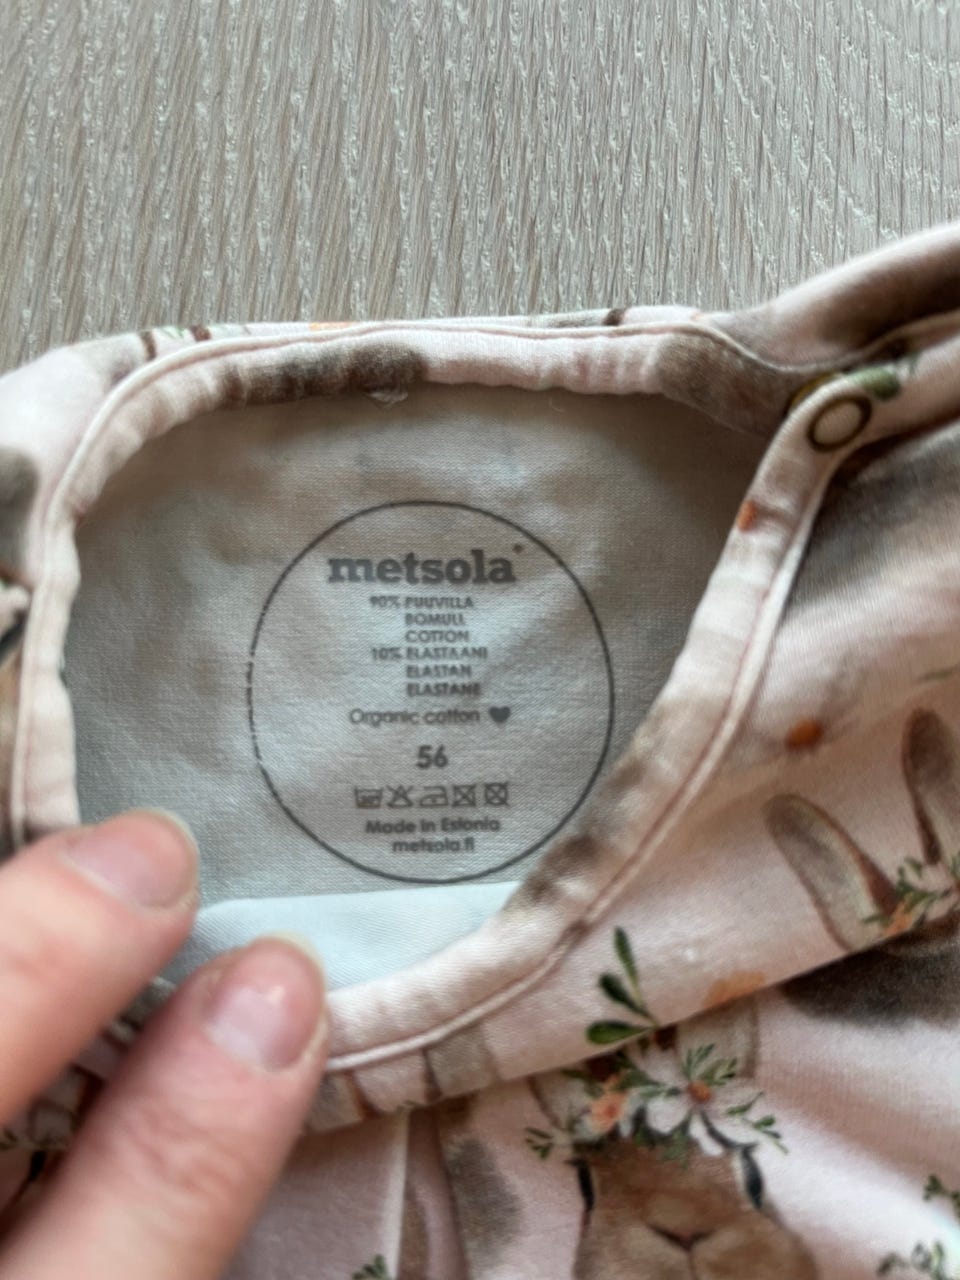 metsola®
90% PUUVILLA
BOMULL
COTTON
10% ELASTAANI
ELASTAN
ELASTANE
Organic cotton
56
Made in Estonia
metsola.fi